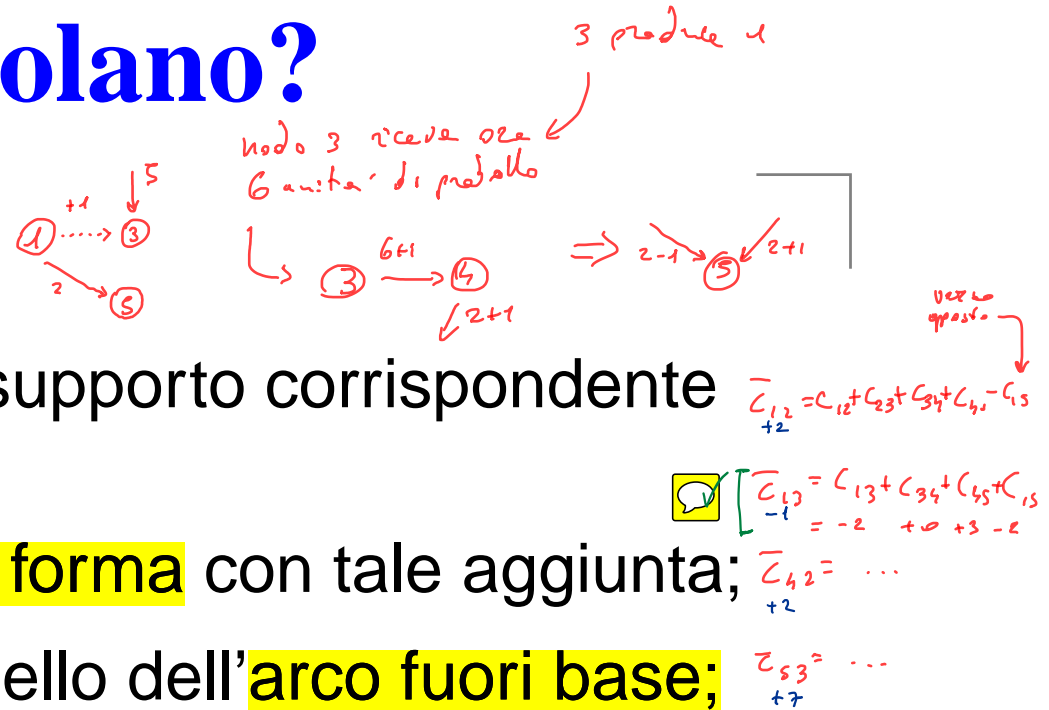 olano?
3 produce 1
nodo 3 riceve ora
6 unita' di prodotto
+1
5
1
3
2
5
3
6+1
4
2+1
⇒
2-1
2+1
5
verso
opposto
supporto corrispondente
c̄₁₂ = c₁₂ + c₂₃ + c₃₄ + c₄₅ - c₁₅
+2
c̄₁₃ = c₁₃ + c₃₄ + c₄₅ + c₁₅
-1
= -2 +0 +3 -2
forma con tale aggiunta;
c̄₄₂ = ...
+2
ello dell’arco fuori base;
c̄₅₃ = ...
+7